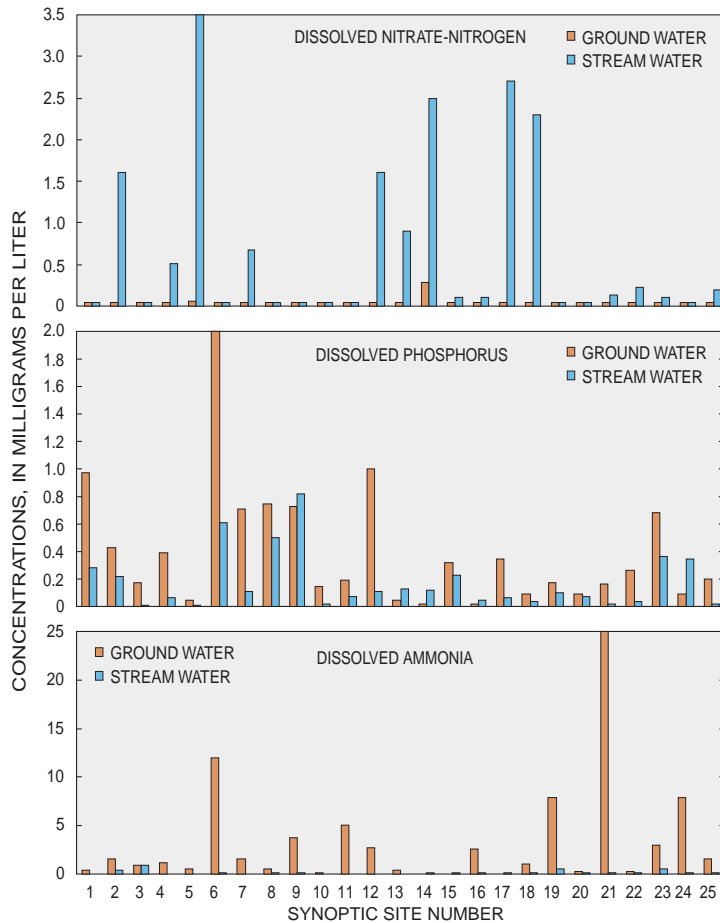 CONCENTRATIONS, IN MILLIGRAMS PER LITER
DISSOLVED NITRATE-NITROGEN
GROUND WATER
STREAM WATER
3.5
3.0
2.5
2.0
1.5
1.0
0.5
0
DISSOLVED PHOSPHORUS
GROUND WATER
STREAM WATER
2.0
1.8
1.6
1.4
1.2
1.0
0.8
0.6
0.4
0.2
0
GROUND WATER
STREAM WATER
DISSOLVED AMMONIA
25
20
15
10
5
0
1 2 3 4 5 6 7 8 9 10 11 12 13 14 15 16 17 18 19 20 21 22 23 24 25
SYNOPTIC SITE NUMBER